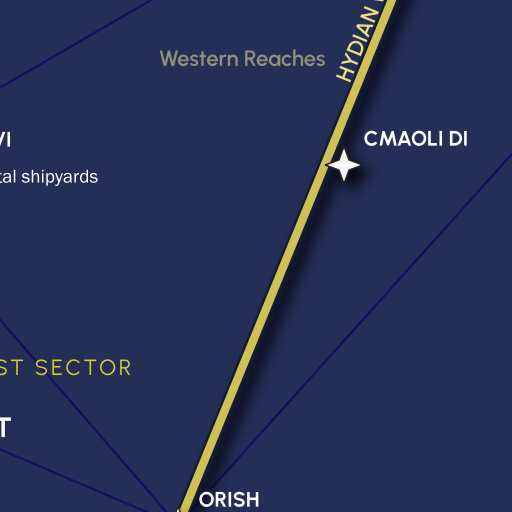 HYDIAN
Western Reaches
CMAOLI DI
VI
tal shipyards
ST SECTOR
T
ORISH